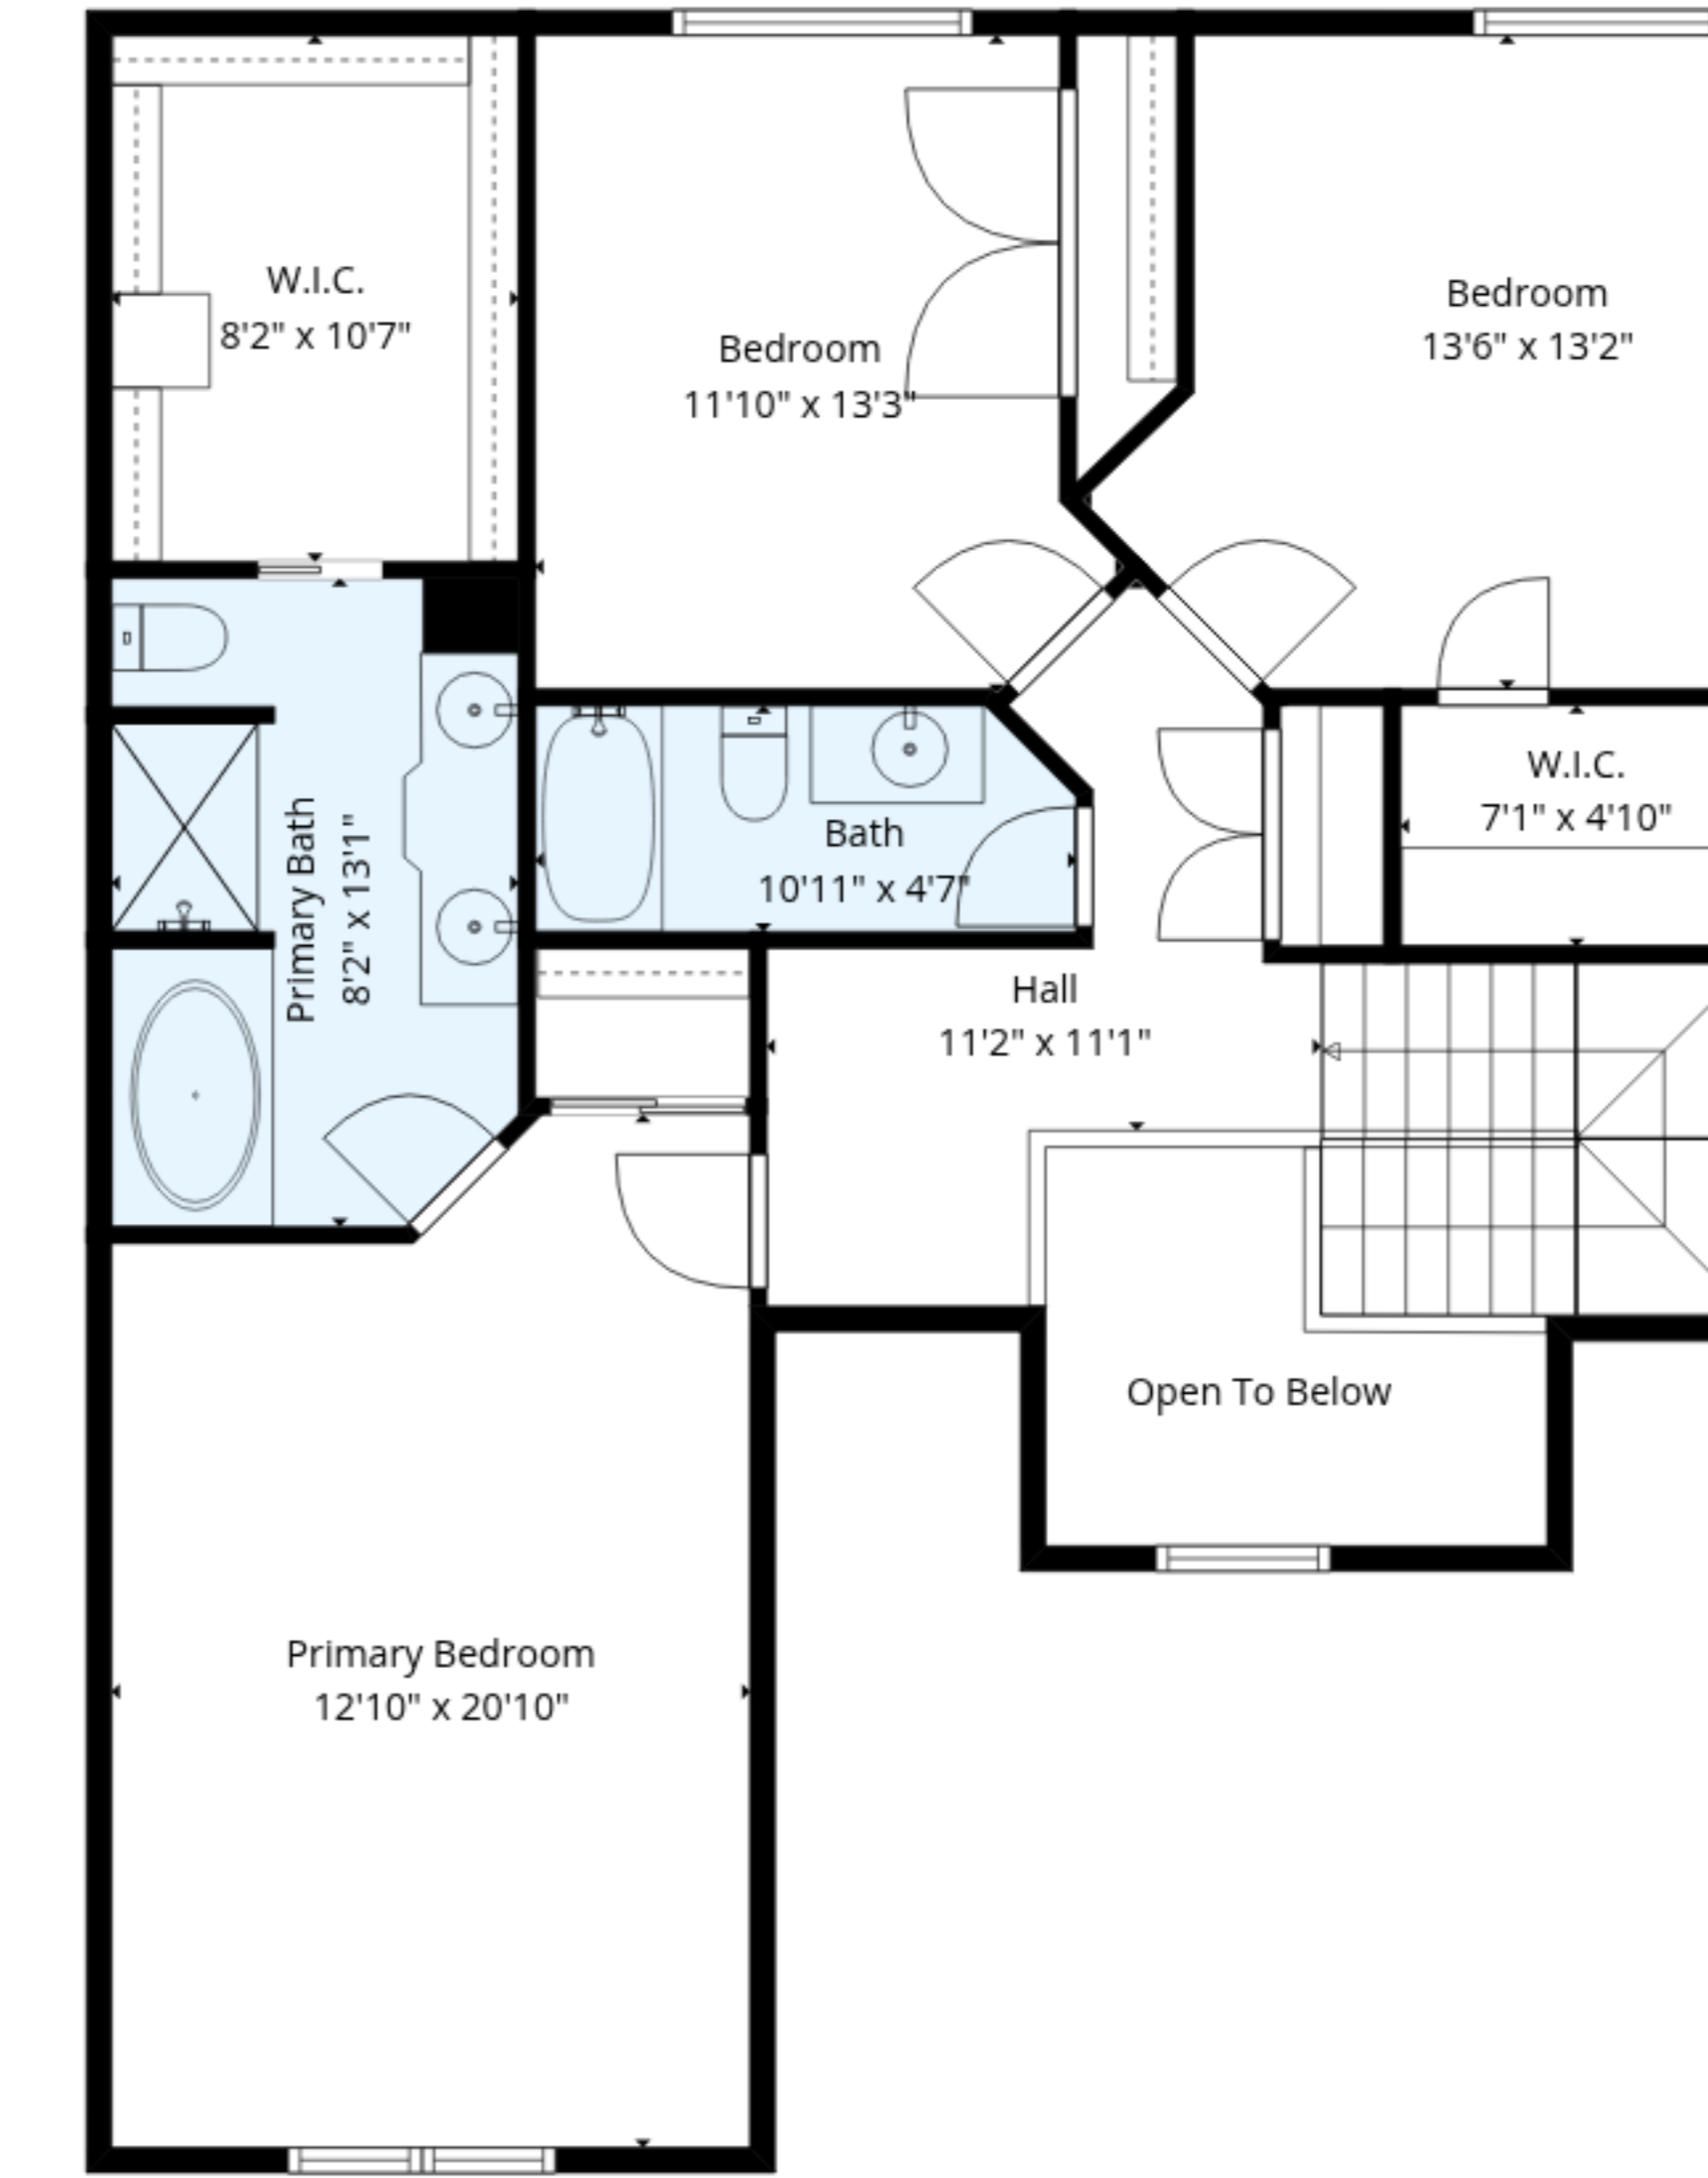 W.I.C.
8'2" x 10'7"
Bedroom
11'10" x 13'3"
Bedroom
13'6" x 13'2"
Primary Bath
8'2" x 13'1"
Bath
10'11" x 4'7"
W.I.C.
7'1" x 4'10"
Hall
11'2" x 11'1"
Open To Below
Primary Bedroom
12'10" x 20'10"